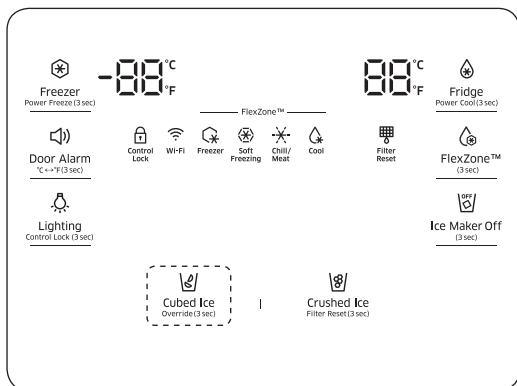 -88 °C °F
88 °C °F
Freezer
Power Freeze (3 sec)
Fridge
Power Cool (3 sec)
FlexZone™
Control Lock
Wi-Fi
Freezer
Soft Freezing
Chill/ Meat
Cool
Filter Reset
Door Alarm
°C↔°F (3 sec)
FlexZone™
(3 sec)
Lighting
Control Lock (3 sec)
OFF
Ice Maker Off
(3 sec)
Cubed Ice
Override (3 sec)
Crushed Ice
Filter Reset (3 sec)